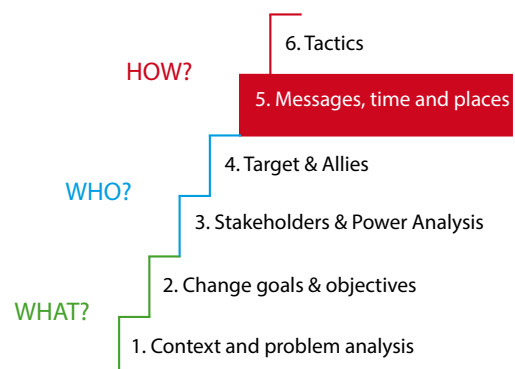 6. Tactics
HOW?
5. Messages, time and places
4. Target & Allies
WHO?
3. Stakeholders & Power Analysis
2. Change goals & objectives
WHAT?
1. Context and problem analysis